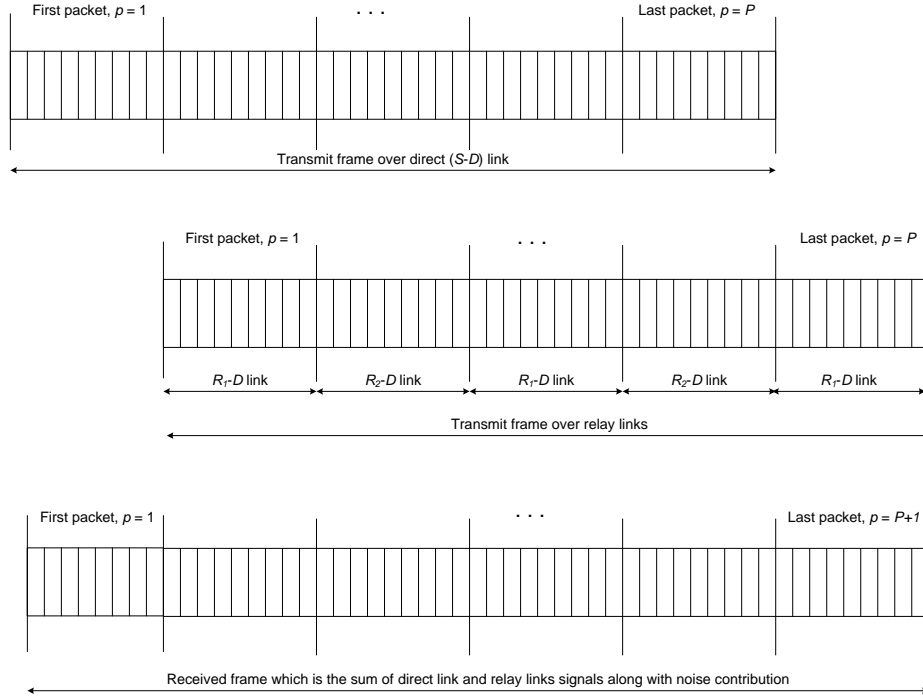 First packet, p = 1 . . . Last packet, p = P
Transmit frame over direct (S-D) link
First packet, p = 1 . . . Last packet, p = P
R1-D link R2-D link R1-D link R2-D link R1-D link
Transmit frame over relay links
First packet, p = 1 . . . Last packet, p = P+1
Received frame which is the sum of direct link and relay links signals along with noise contribution